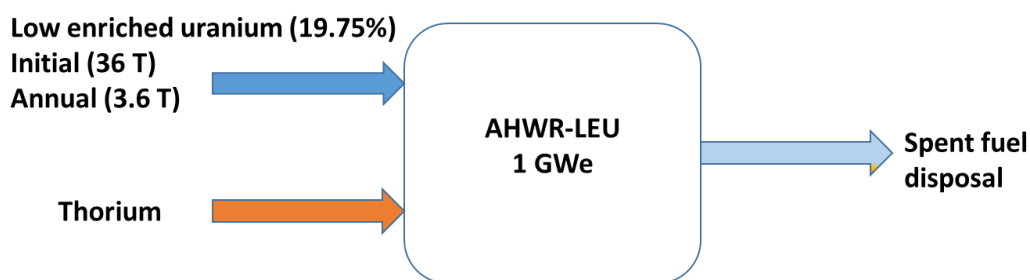 Low enriched uranium (19.75%)
Initial (36 T)
Annual (3.6 T)
Thorium
AHWR-LEU
1 GWe
Spent fuel
disposal